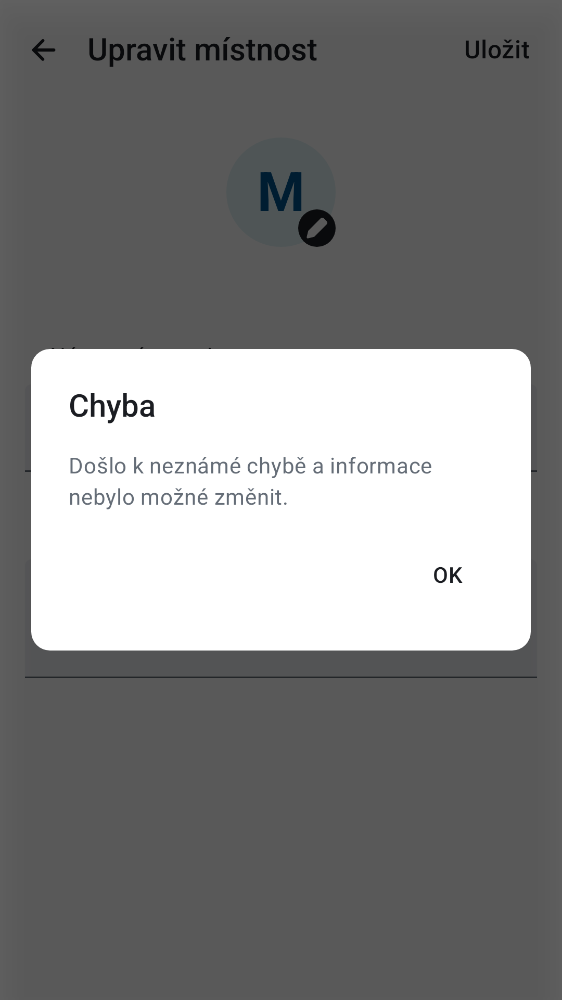 Upravit místnost
Uložit
M
Chyba
Došlo k neznámé chybě a informace
nebylo možné změnit.
OK